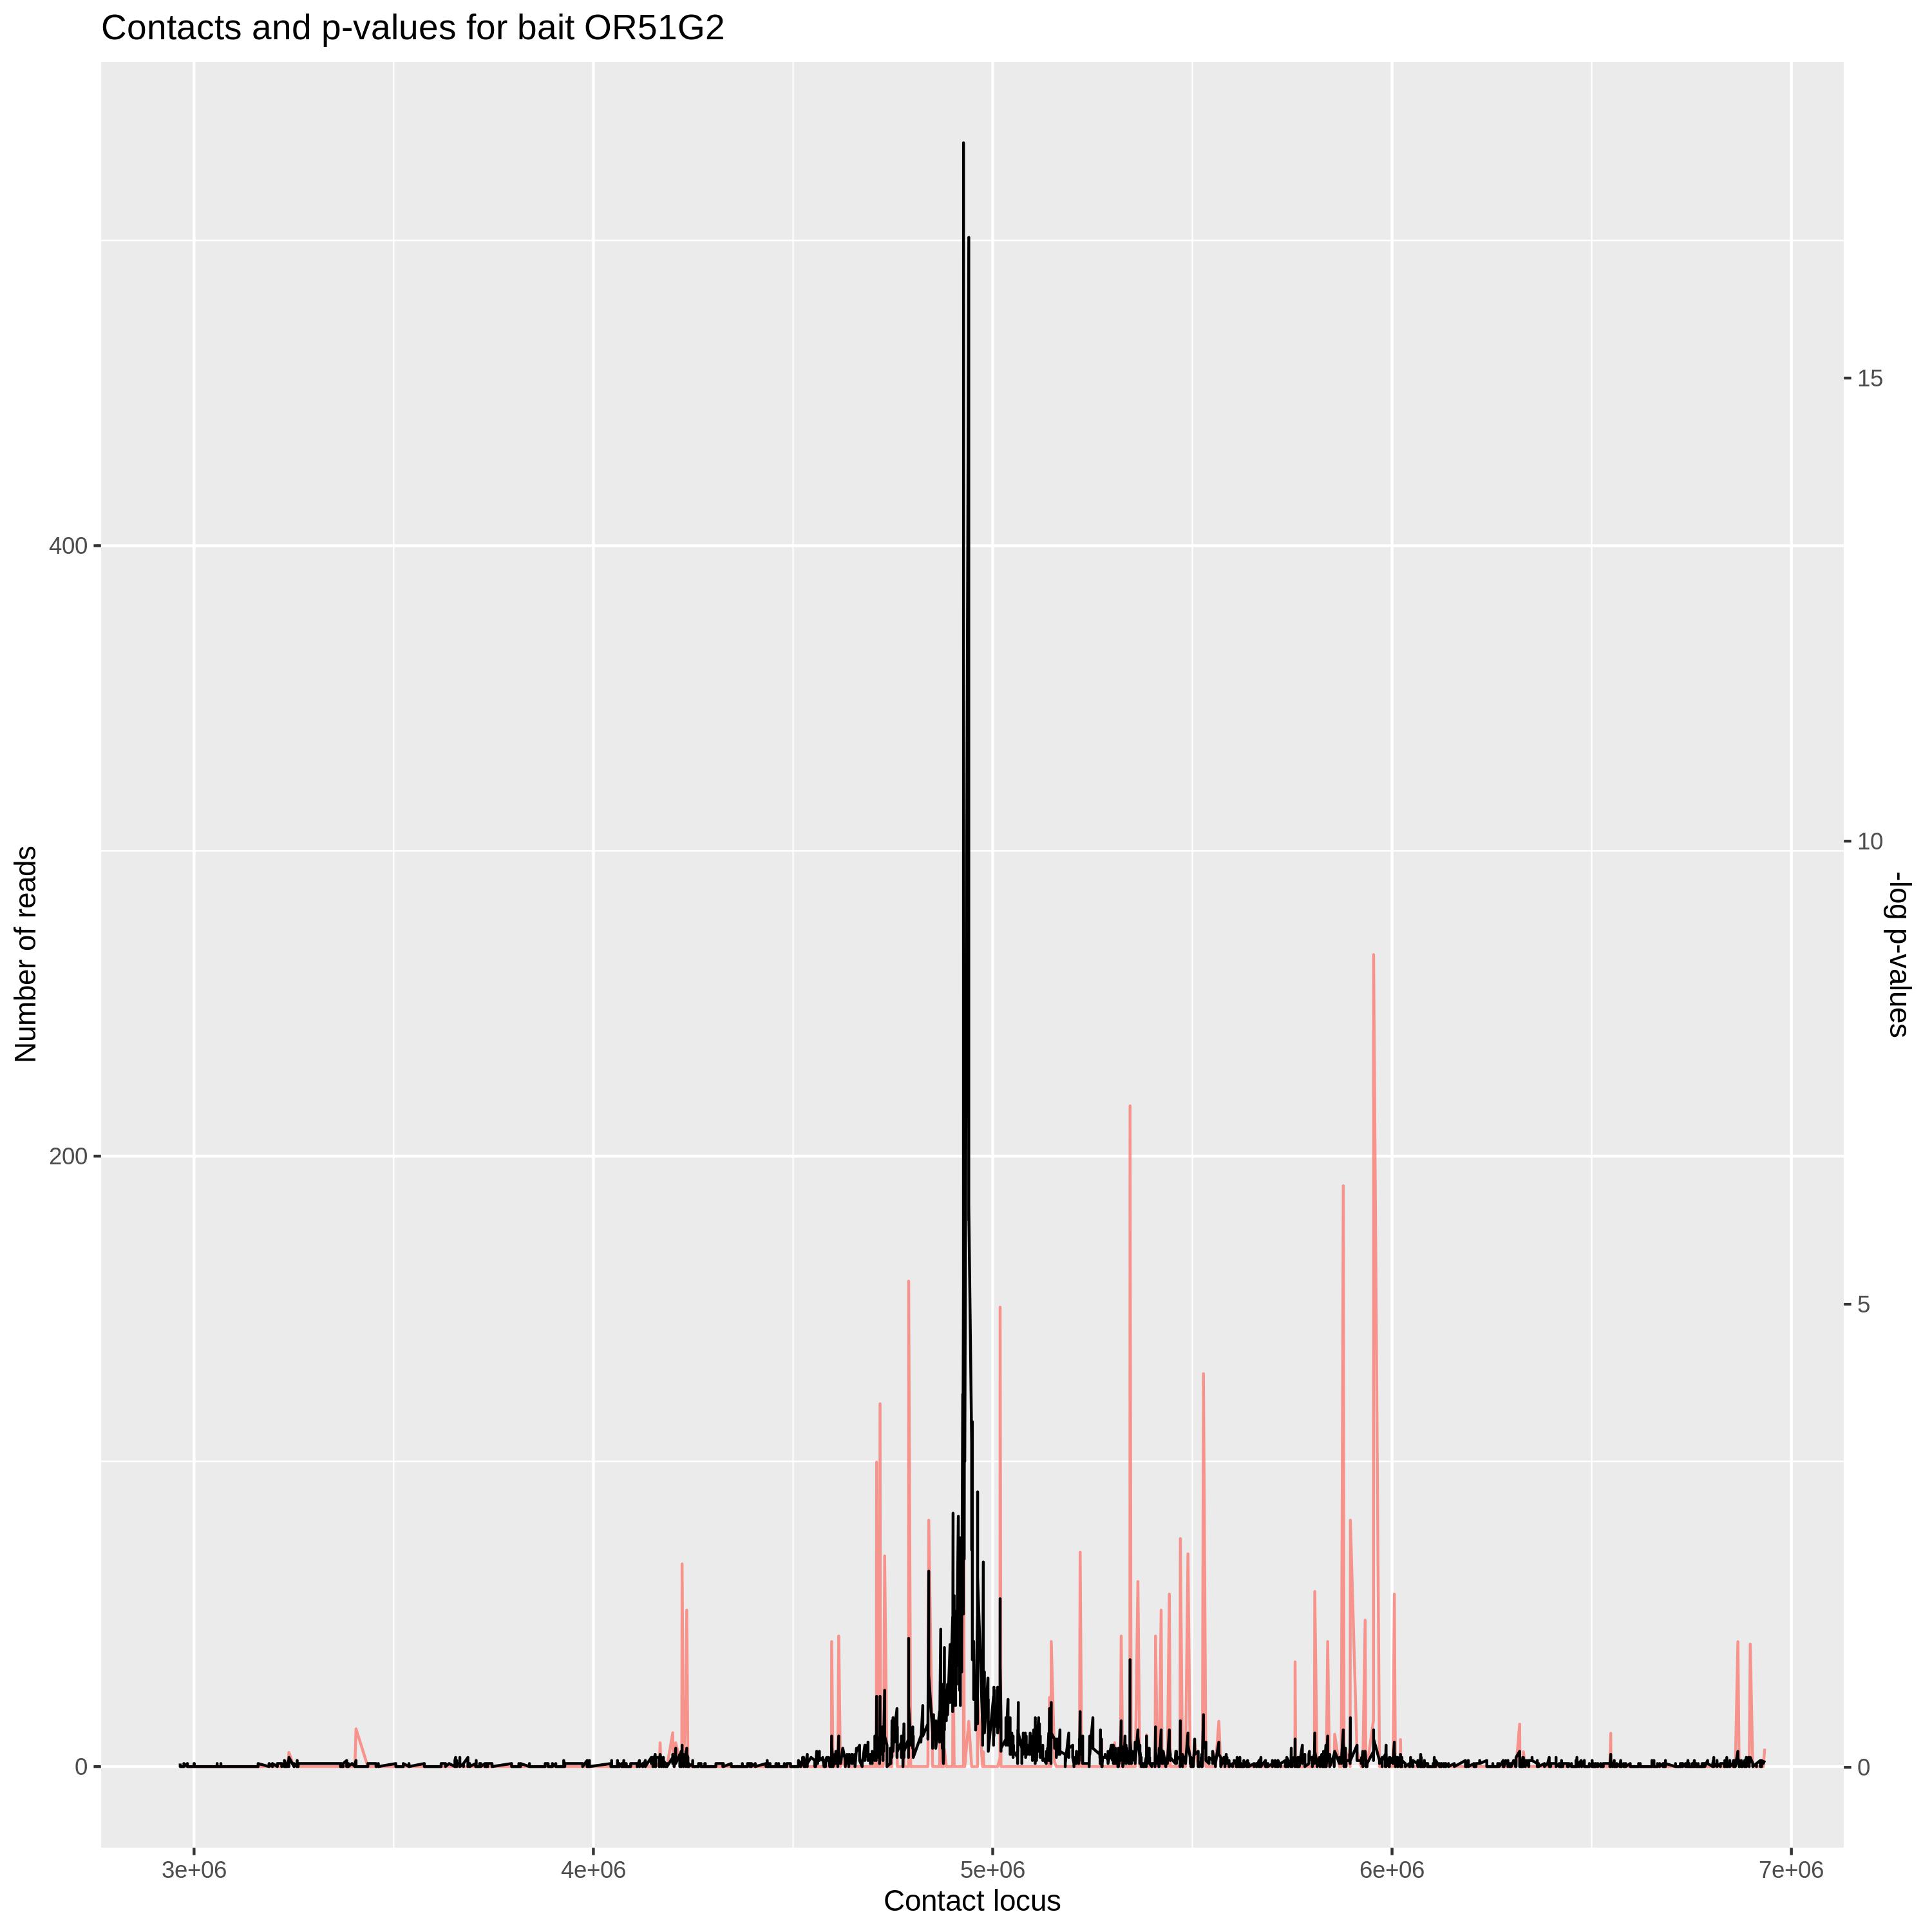 Contacts and p-values for bait OR51G2
Number of reads
400
200
0
15
10
5
0
-log p-values
3e+06 4e+06 5e+06 6e+06 7e+06
Contact locus